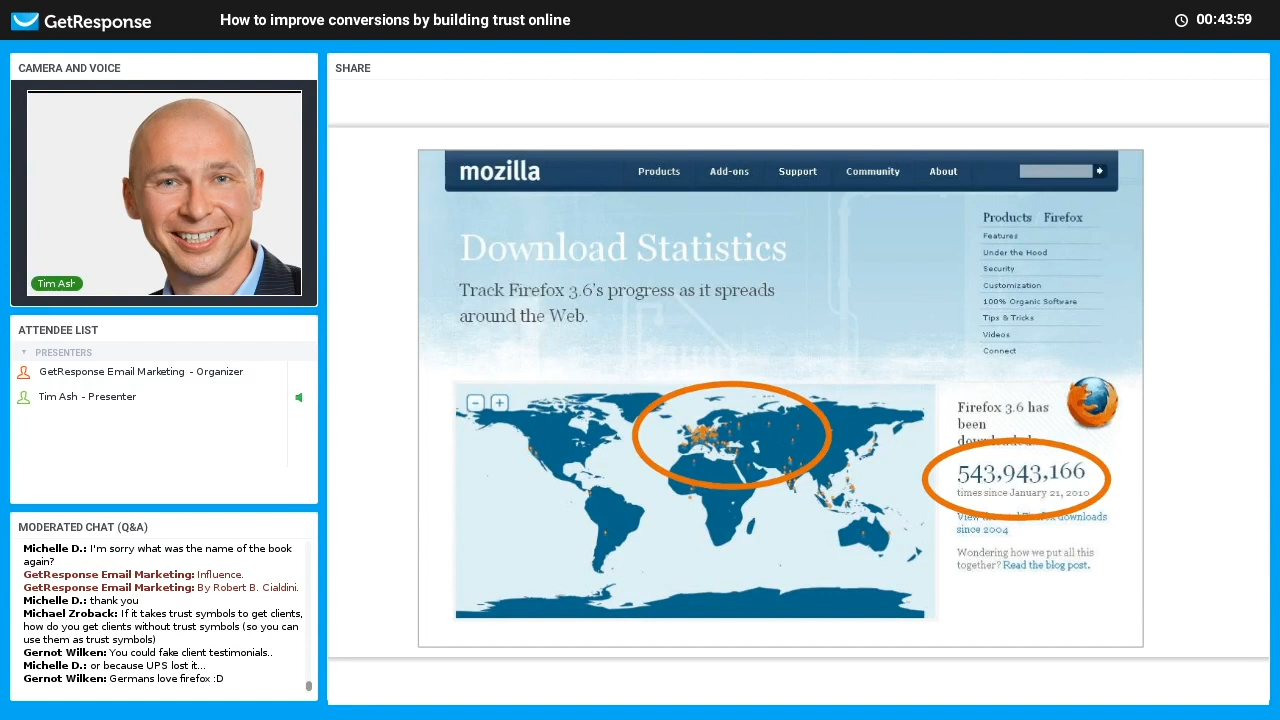 GetResponse
How to improve conversions by building trust online
00:43:59
CAMERA AND VOICE
Tim Ash
ATTENDEE LIST
PRESENTERS
GetResponse Email Marketing - Organizer
Tim Ash - Presenter
MODERATED CHAT (Q&A)
Michelle D.: I'm sorry what was the name of the book
again?
GetResponse Email Marketing: Influence.
GetResponse Email Marketing: By Robert B. Cialdini.
Michelle D.: thank you
Michael Zroback: If it takes trust symbols to get clients,
how do you get clients without trust symbols (so you can
use them as trust symbols)
Gernot Wilken: You could fake client testimonials..
Michelle D.: or because UPS lost it...
Gernot Wilken: Germans love firefox :D
SHARE
mozilla
Products
Add-ons
Support
Community
About
Download Statistics
Track Firefox 3.6's progress as it spreads
around the Web.
Products Firefox
Features
Under the Hood
Security
Customization
100% Organic Software
Tips & Tricks
Videos
Connect
Firefox 3.6 has
been
downloaded
543,943,166
times since January 21, 2010
View Firefox downloads
since 2004
Wondering how we put all this
together? Read the blog post.